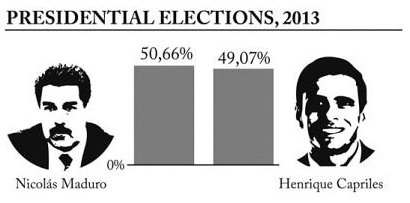 PRESIDENTIAL ELECTIONS, 2013
50,66%
49,07%
0%
Nicolás Maduro
Henrique Capriles